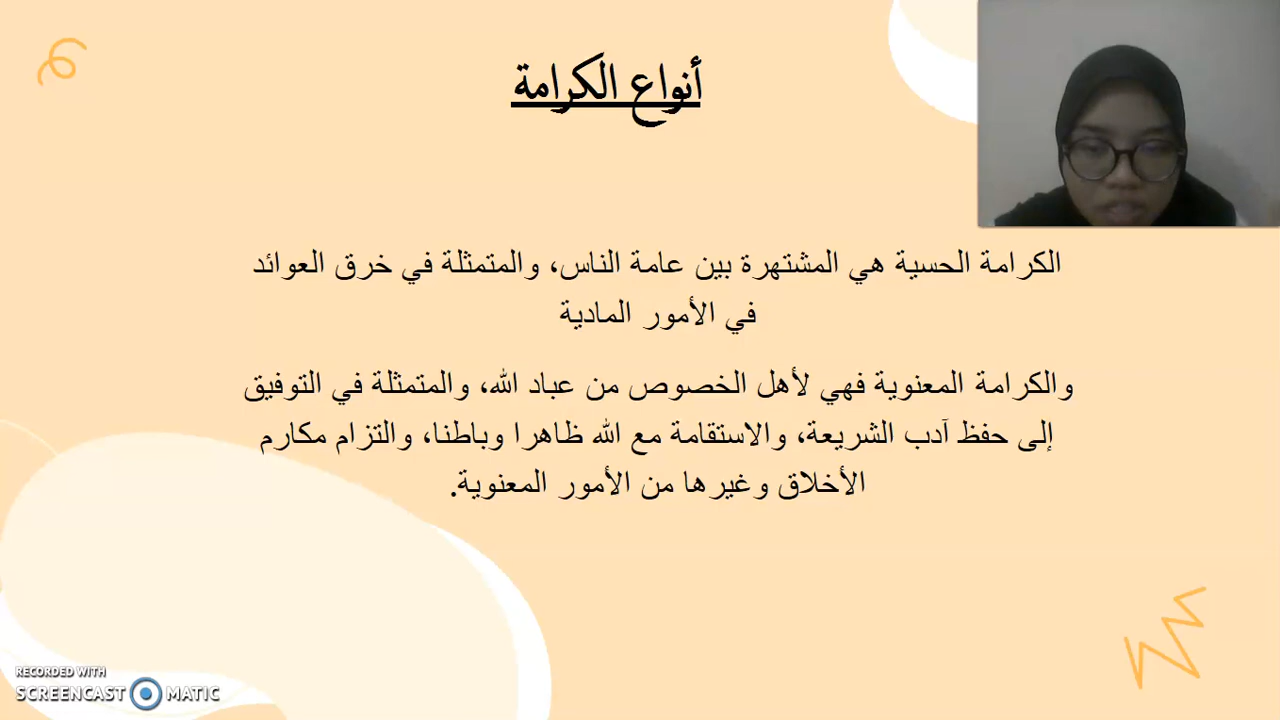 أنواع الكرامة
الكرامة الحسية هي المشتهرة بين عامة الناس، والمتمثلة في خرق العوائد
في الأمور المادية
والكرامة المعنوية فهي لأهل الخصوص من عباد الله، والمتمثلة في التوفيق
إلى حفظ آدب الشريعة، والاستقامة مع الله ظاهرا وباطنا، والتزام مكارم
الأخلاق وغيرها من الأمور المعنوية.
RECORDED WITH
SCREENCAST MATIC